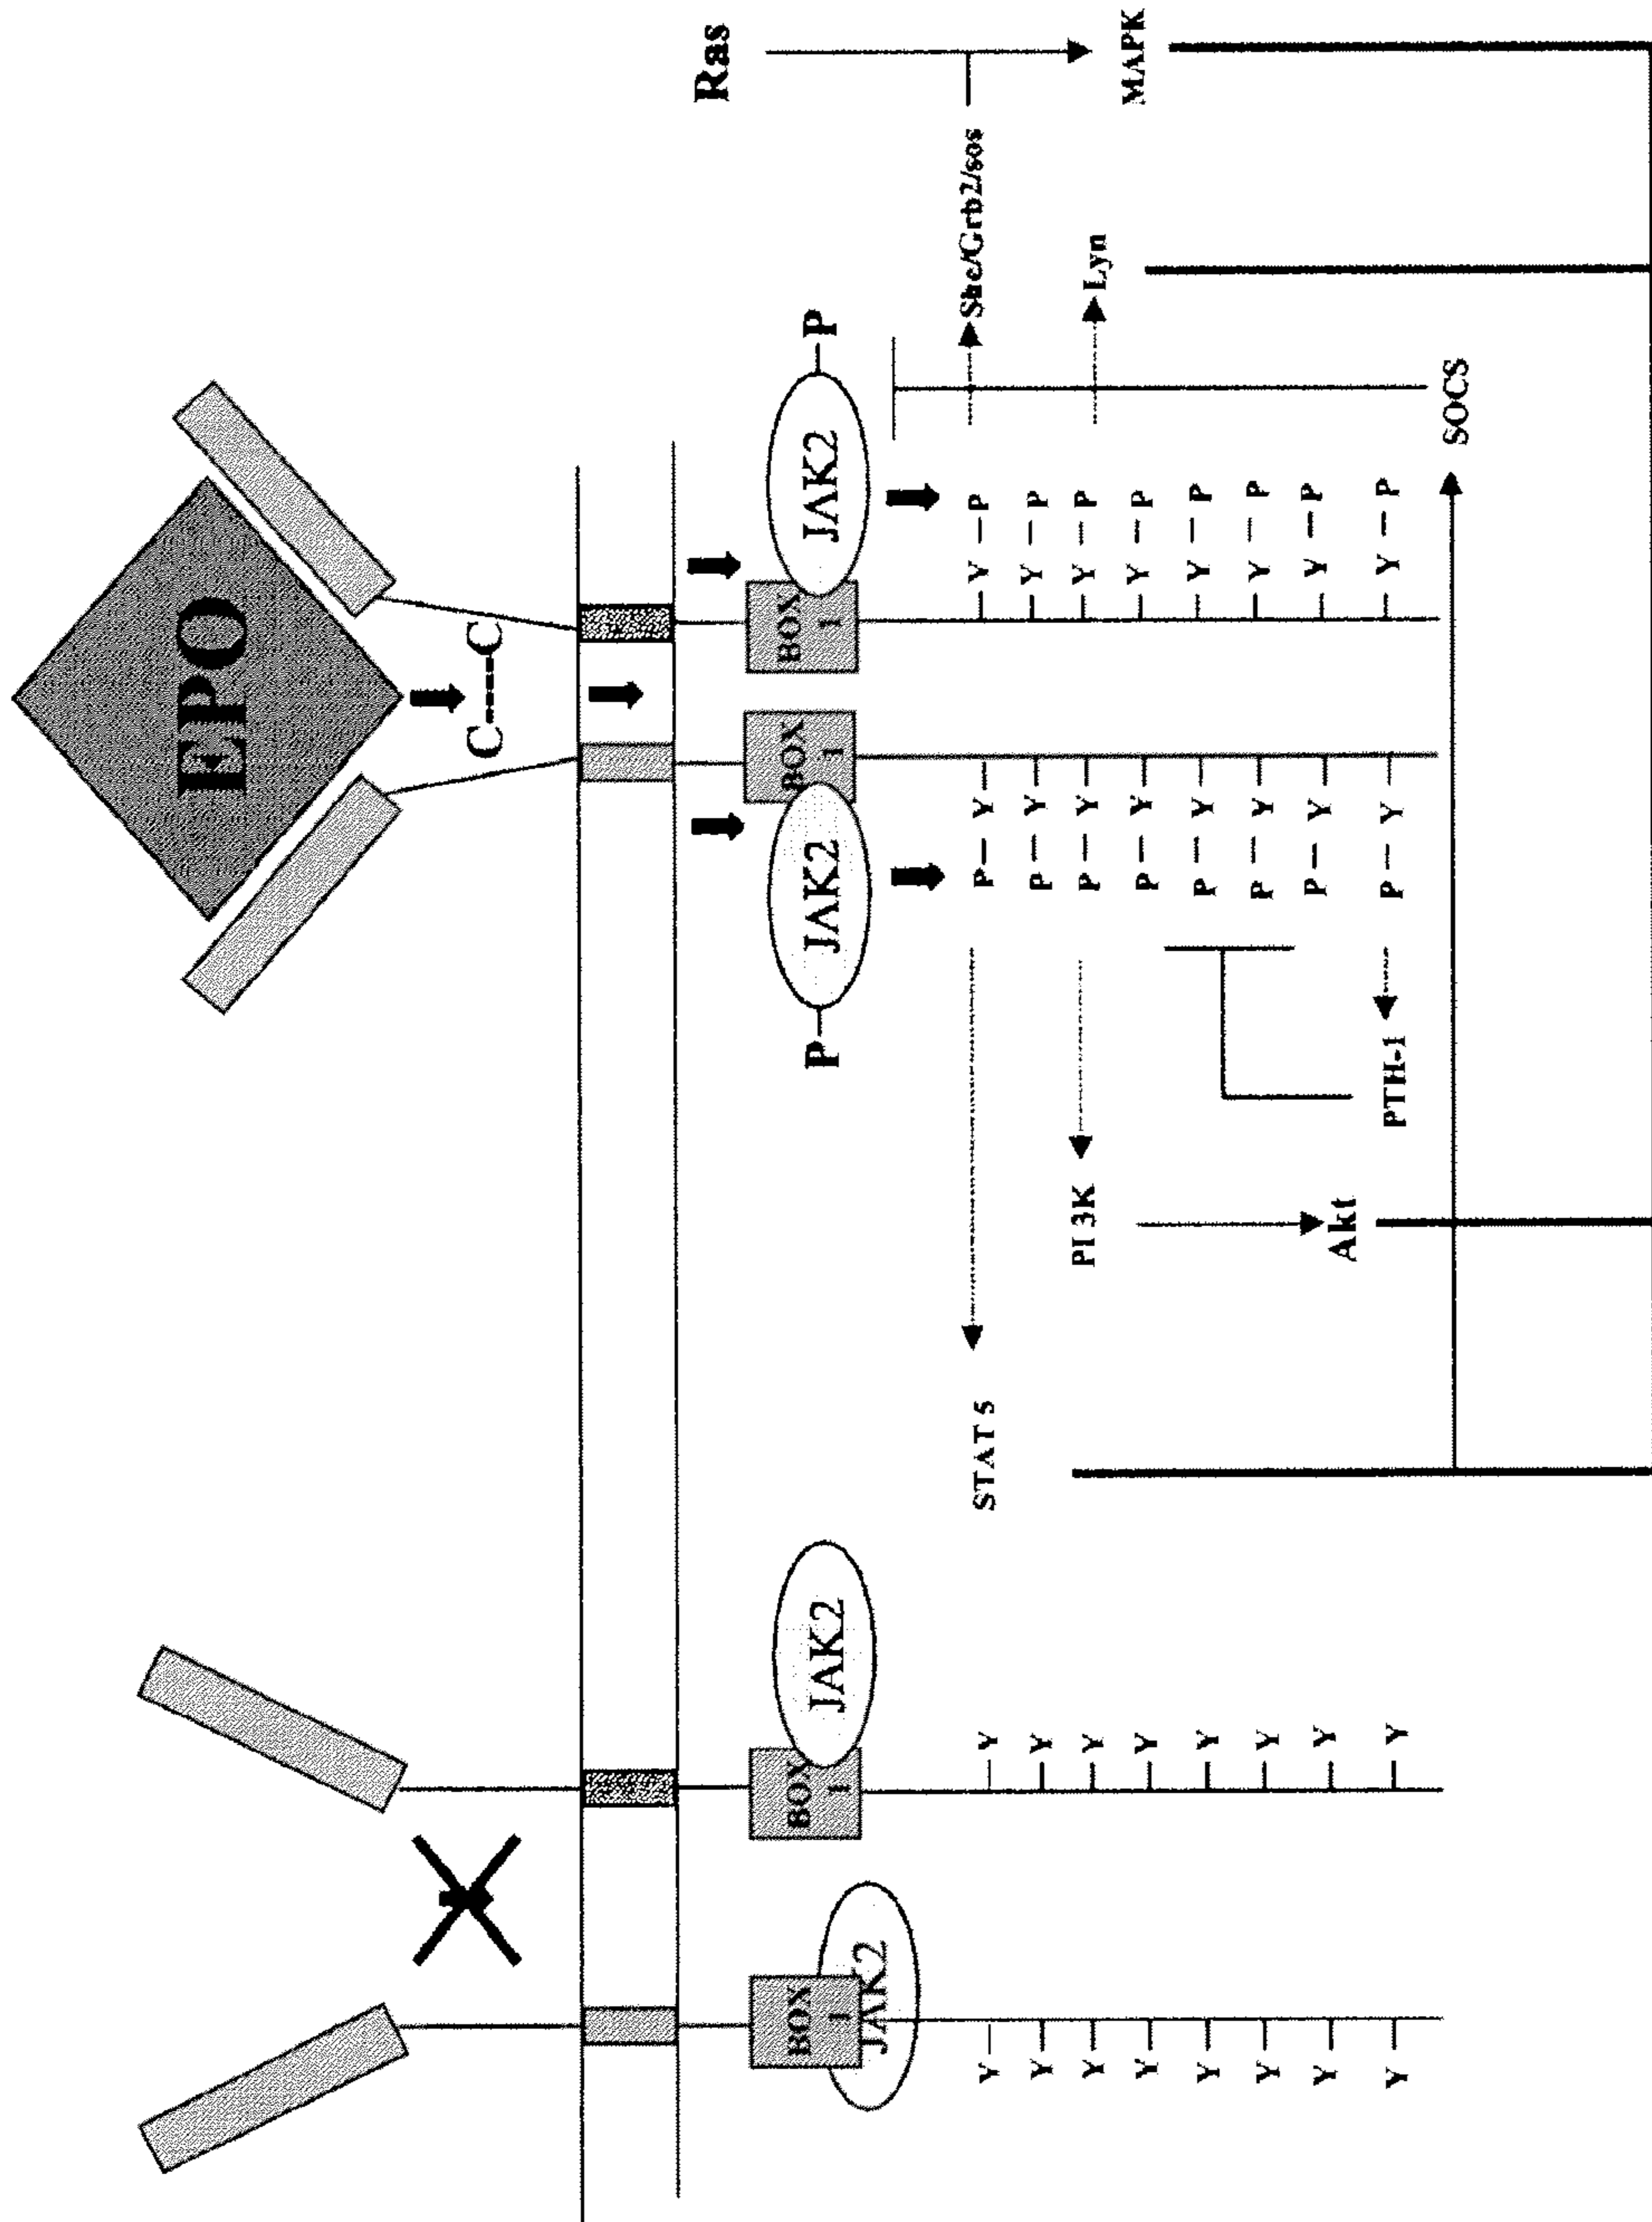 EPO
C----C
Ras
BOX 1
JAK2
BOX 1
JAK2
P
JAK2
BOX 1
BOX 1
JAK2
P
Y Y
Y Y
Y Y
Y Y
Y Y
Y Y
Y Y
Y Y
P – Y Y – P
P – Y Y – P
P – Y Y – P
P – Y Y – P
P – Y Y – P
P – Y Y – P
P – Y Y – P
P – Y Y – P
STAT 5
Shc/Grb2/sos
PI 3K
Lyn
MAPK
Akt
PTH-1
SOCS